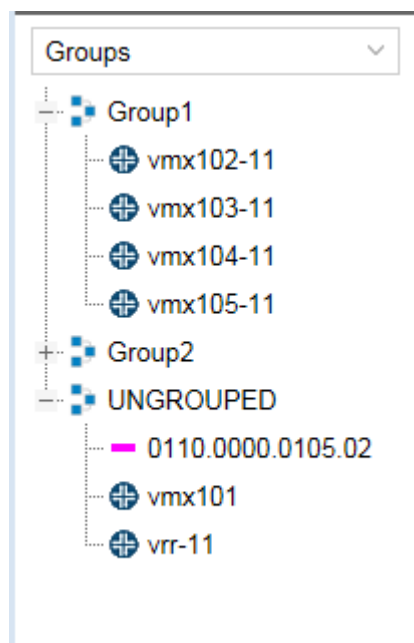 Groups
Group1
vmx102-11
vmx103-11
vmx104-11
vmx105-11
Group2
UNGROUPED
0110.0000.0105.02
vmx101
vrr-11